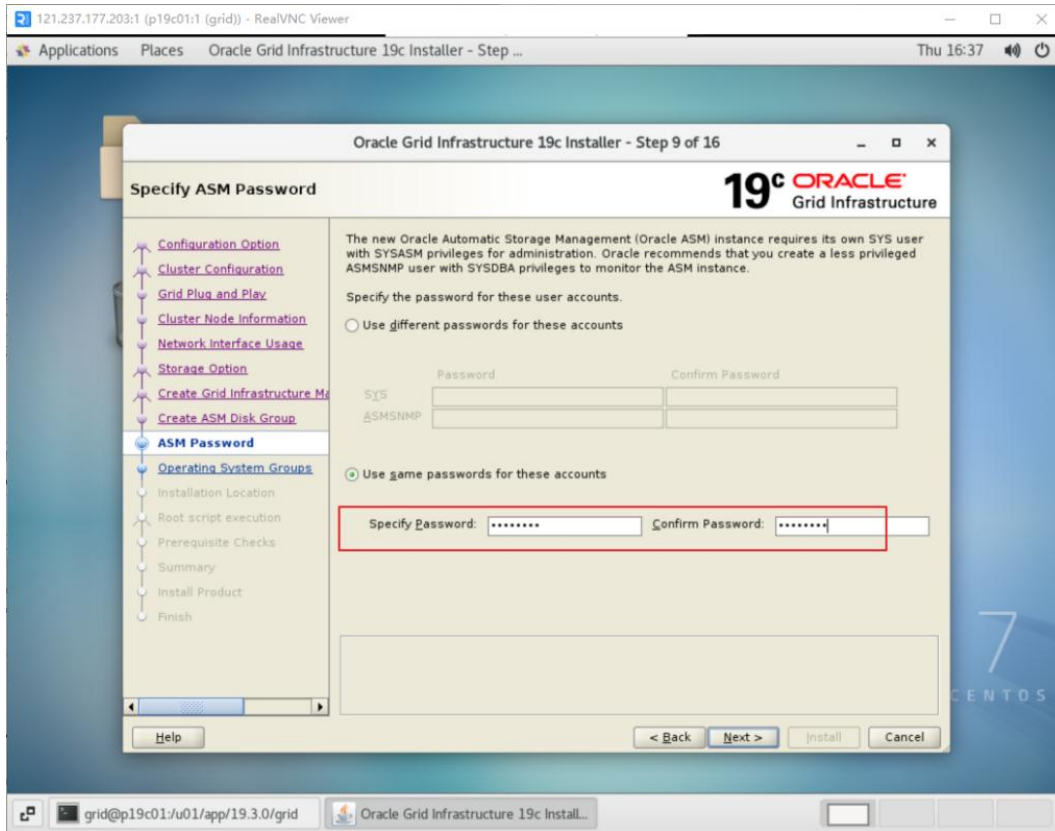 121.237.177.203:1 (p19c01:1 (grid)) - RealVNC Viewer
Applications Places Oracle Grid Infrastructure 19c Installer - Step ... Thu 16:37
Oracle Grid Infrastructure 19c Installer - Step 9 of 16
Specify ASM Password
19c ORACLE
Grid Infrastructure
Configuration Option
Cluster Configuration
Grid Plug and Play
Cluster Node Information
Network Interface Usage
Storage Option
Create Grid Infrastructure Ma
Create ASM Disk Group
ASM Password
Operating System Groups
Installation Location
Root script execution
Prerequisite Checks
Summary
Install Product
Finish
The new Oracle Automatic Storage Management (Oracle ASM) instance requires its own SYS user
with SYSASM privileges for administration. Oracle recommends that you create a less privileged
ASMSNMP user with SYSDBA privileges to monitor the ASM instance.
Specify the password for these user accounts.
Use different passwords for these accounts
Password Confirm Password
SYS
ASMSNMP
Use same passwords for these accounts
Specify Password: •••••••• Confirm Password: ••••••••
Help < Back Next > Install Cancel
7
CENTOS
grid@p19c01:/u01/app/19.3.0/grid Oracle Grid Infrastructure 19c Install...